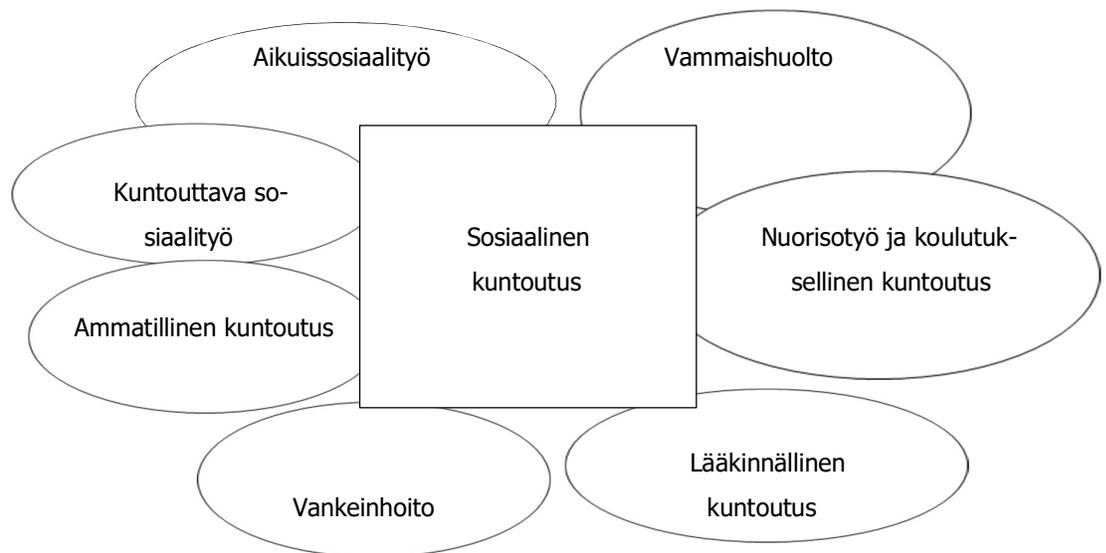 Aikuissosiaalityö
Vammaishuolto
Kuntouttava so-
siaalityö
Sosiaalinen
kuntoutus
Nuorisotyö ja koulutuk-
sellinen kuntoutus
Ammatillinen kuntoutus
Lääkinnällinen
kuntoutus
Vankeinhoito